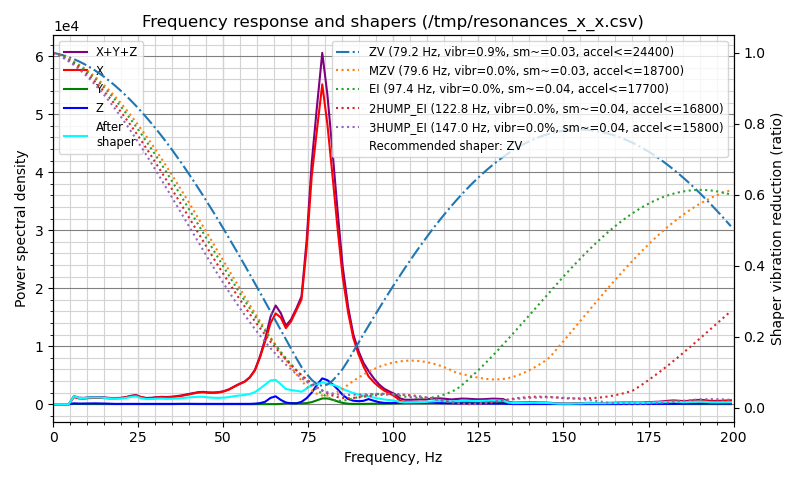 Frequency response and shapers (/tmp/resonances_x_x.csv)
1e4
X+Y+Z
X
Y
Z
After
shaper
ZV (79.2 Hz, vibr=0.9%, sm~=0.03, accel<=24400)
MZV (79.6 Hz, vibr=0.0%, sm~=0.03, accel<=18700)
EI (97.4 Hz, vibr=0.0%, sm~=0.04, accel<=17700)
2HUMP_EI (122.8 Hz, vibr=0.0%, sm~=0.04, accel<=16800)
3HUMP_EI (147.0 Hz, vibr=0.0%, sm~=0.04, accel<=15800)
Recommended shaper: ZV
Power spectral density
6
5
4
3
2
1
0
1.0
0.8
0.6
0.4
0.2
0.0
Shaper vibration reduction (ratio)
0 25 50 75 100 125 150 175 200
Frequency, Hz